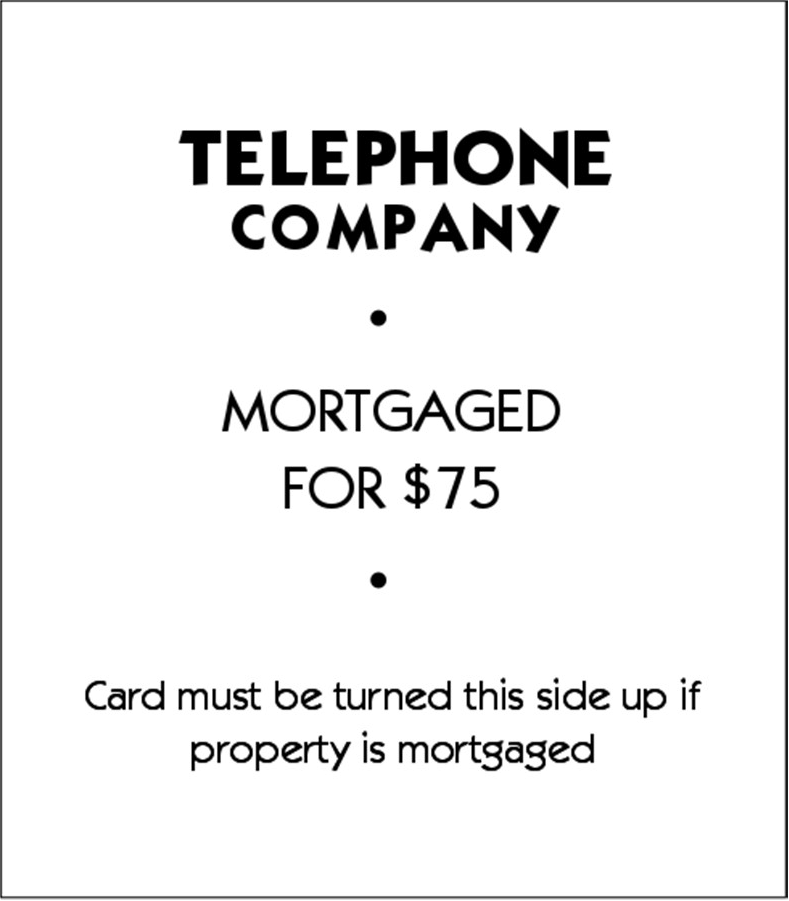 TELEPHONE
COMPANY
•
MORTGAGED
FOR $75
•
Card must be turned this side up if
property is mortgaged